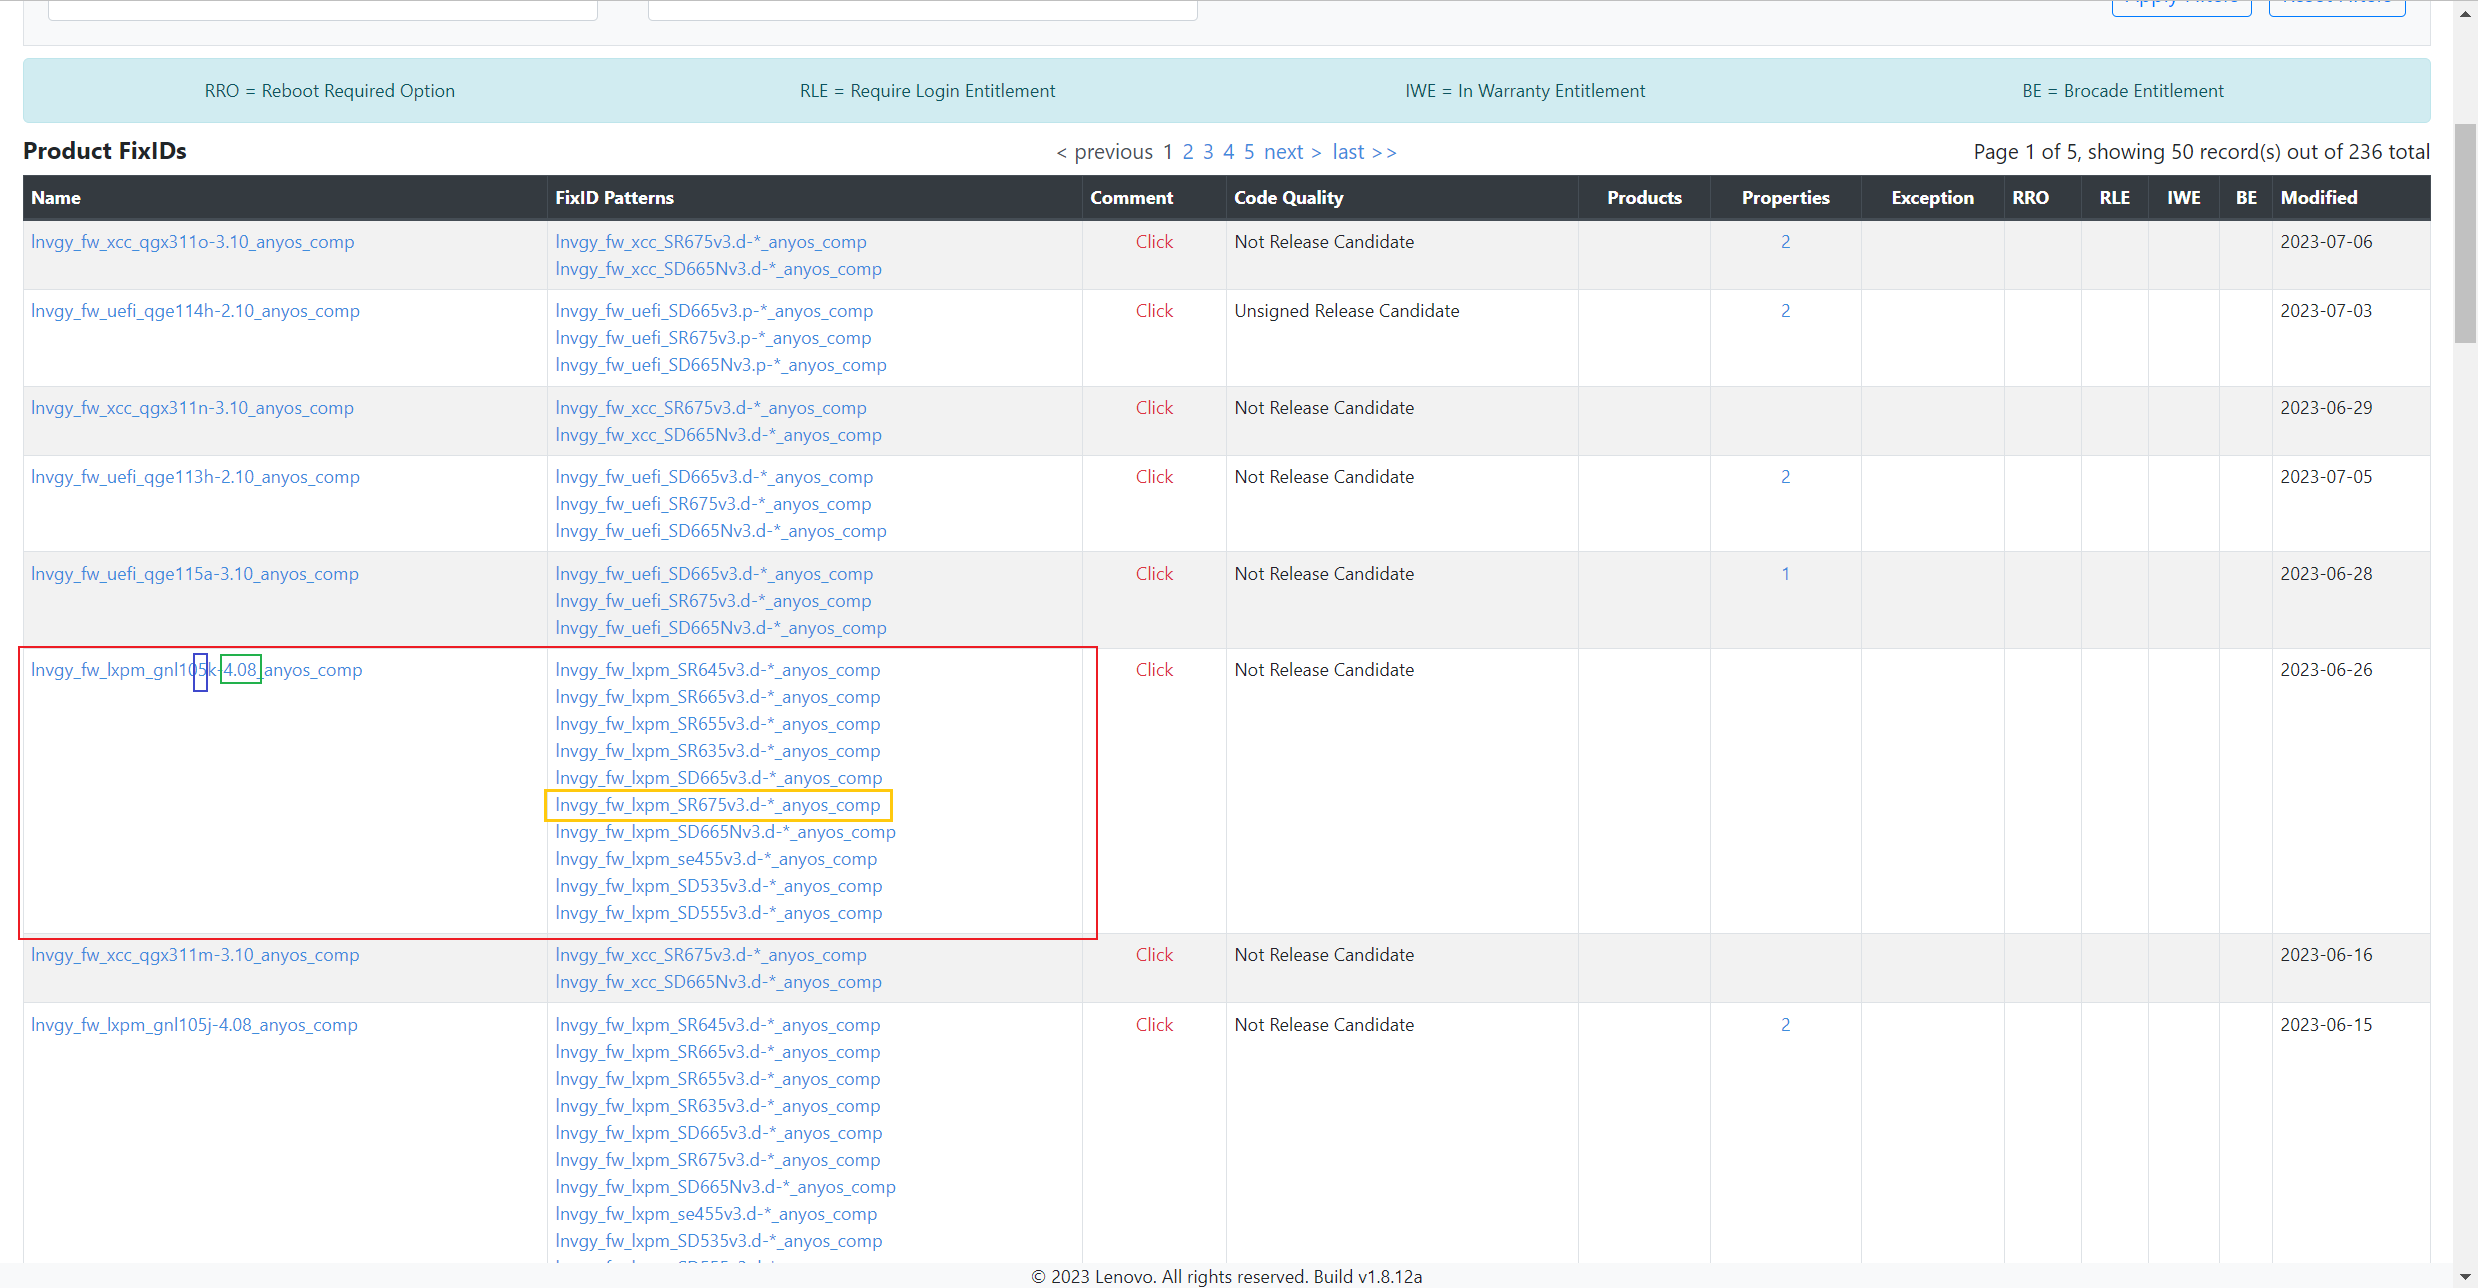 RRO = Reboot Required Option RLE = Require Login Entitlement IWE = In Warranty Entitlement BE = Brocade Entitlement
Product FixIDs < previous 1 2 3 4 5 next > last >> Page 1 of 5, showing 50 record(s) out of 236 total
Name FixID Patterns Comment Code Quality Products Properties Exception RRO RLE IWE BE Modified
lnvgy_fw_xcc_qgx311o-3.10_anyos_comp lnvgy_fw_xcc_SR675v3.d-*_anyos_comp Click Not Release Candidate 2 2023-07-06
lnvgy_fw_xcc_SD665Nv3.d-*_anyos_comp
lnvgy_fw_uefi_qge114h-2.10_anyos_comp lnvgy_fw_uefi_SD665v3.p-*_anyos_comp Click Unsigned Release Candidate 2 2023-07-03
lnvgy_fw_uefi_SR675v3.p-*_anyos_comp
lnvgy_fw_uefi_SD665Nv3.p-*_anyos_comp
lnvgy_fw_xcc_qgx311n-3.10_anyos_comp lnvgy_fw_xcc_SR675v3.d-*_anyos_comp Click Not Release Candidate 2023-06-29
lnvgy_fw_xcc_SD665Nv3.d-*_anyos_comp
lnvgy_fw_uefi_qge113h-2.10_anyos_comp lnvgy_fw_uefi_SD665v3.d-*_anyos_comp Click Not Release Candidate 2 2023-07-05
lnvgy_fw_uefi_SR675v3.d-*_anyos_comp
lnvgy_fw_uefi_SD665Nv3.d-*_anyos_comp
lnvgy_fw_uefi_qge115a-3.10_anyos_comp lnvgy_fw_uefi_SD665v3.d-*_anyos_comp Click Not Release Candidate 1 2023-06-28
lnvgy_fw_uefi_SR675v3.d-*_anyos_comp
lnvgy_fw_uefi_SD665Nv3.d-*_anyos_comp
lnvgy_fw_lxpm_gnl105k-4.08_anyos_comp lnvgy_fw_lxpm_SR645v3.d-*_anyos_comp Click Not Release Candidate 2023-06-26
lnvgy_fw_lxpm_SR665v3.d-*_anyos_comp
lnvgy_fw_lxpm_SR655v3.d-*_anyos_comp
lnvgy_fw_lxpm_SR635v3.d-*_anyos_comp
lnvgy_fw_lxpm_SD665v3.d-*_anyos_comp
lnvgy_fw_lxpm_SR675v3.d-*_anyos_comp
lnvgy_fw_lxpm_SD665Nv3.d-*_anyos_comp
lnvgy_fw_lxpm_se455v3.d-*_anyos_comp
lnvgy_fw_lxpm_SD535v3.d-*_anyos_comp
lnvgy_fw_lxpm_SD555v3.d-*_anyos_comp
lnvgy_fw_xcc_qgx311m-3.10_anyos_comp lnvgy_fw_xcc_SR675v3.d-*_anyos_comp Click Not Release Candidate 2023-06-16
lnvgy_fw_xcc_SD665Nv3.d-*_anyos_comp
lnvgy_fw_lxpm_gnl105j-4.08_anyos_comp lnvgy_fw_lxpm_SR645v3.d-*_anyos_comp Click Not Release Candidate 2 2023-06-15
lnvgy_fw_lxpm_SR665v3.d-*_anyos_comp
lnvgy_fw_lxpm_SR655v3.d-*_anyos_comp
lnvgy_fw_lxpm_SR635v3.d-*_anyos_comp
lnvgy_fw_lxpm_SD665v3.d-*_anyos_comp
lnvgy_fw_lxpm_SR675v3.d-*_anyos_comp
lnvgy_fw_lxpm_SD665Nv3.d-*_anyos_comp
lnvgy_fw_lxpm_se455v3.d-*_anyos_comp
lnvgy_fw_lxpm_SD535v3.d-*_anyos_comp
© 2023 Lenovo. All rights reserved. Build v1.8.12a